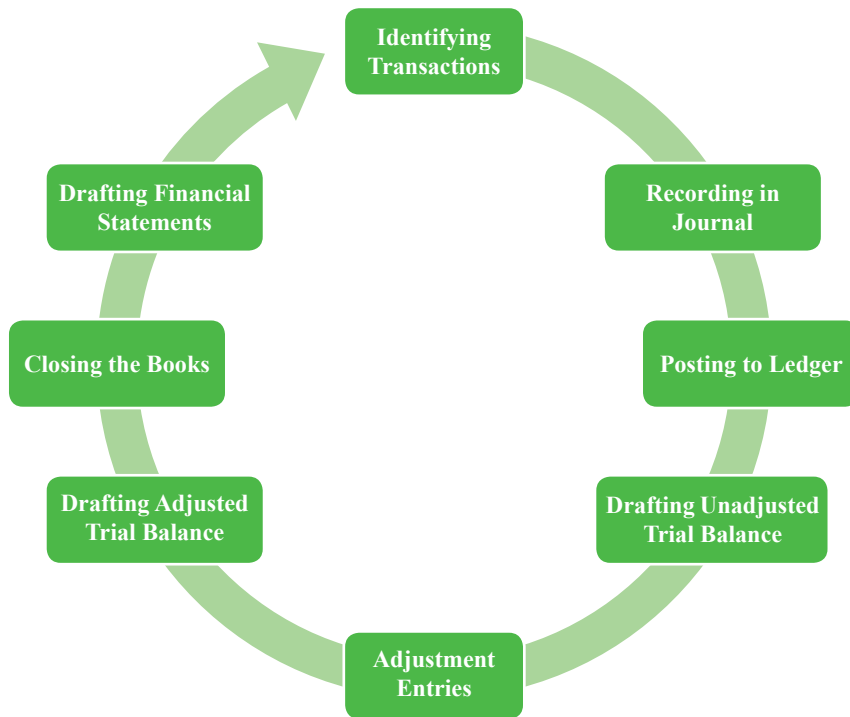 Identifying
Transactions
Recording in
Journal
Posting to Ledger
Drafting Unadjusted
Trial Balance
Adjustment
Entries
Drafting Adjusted
Trial Balance
Closing the Books
Drafting Financial
Statements